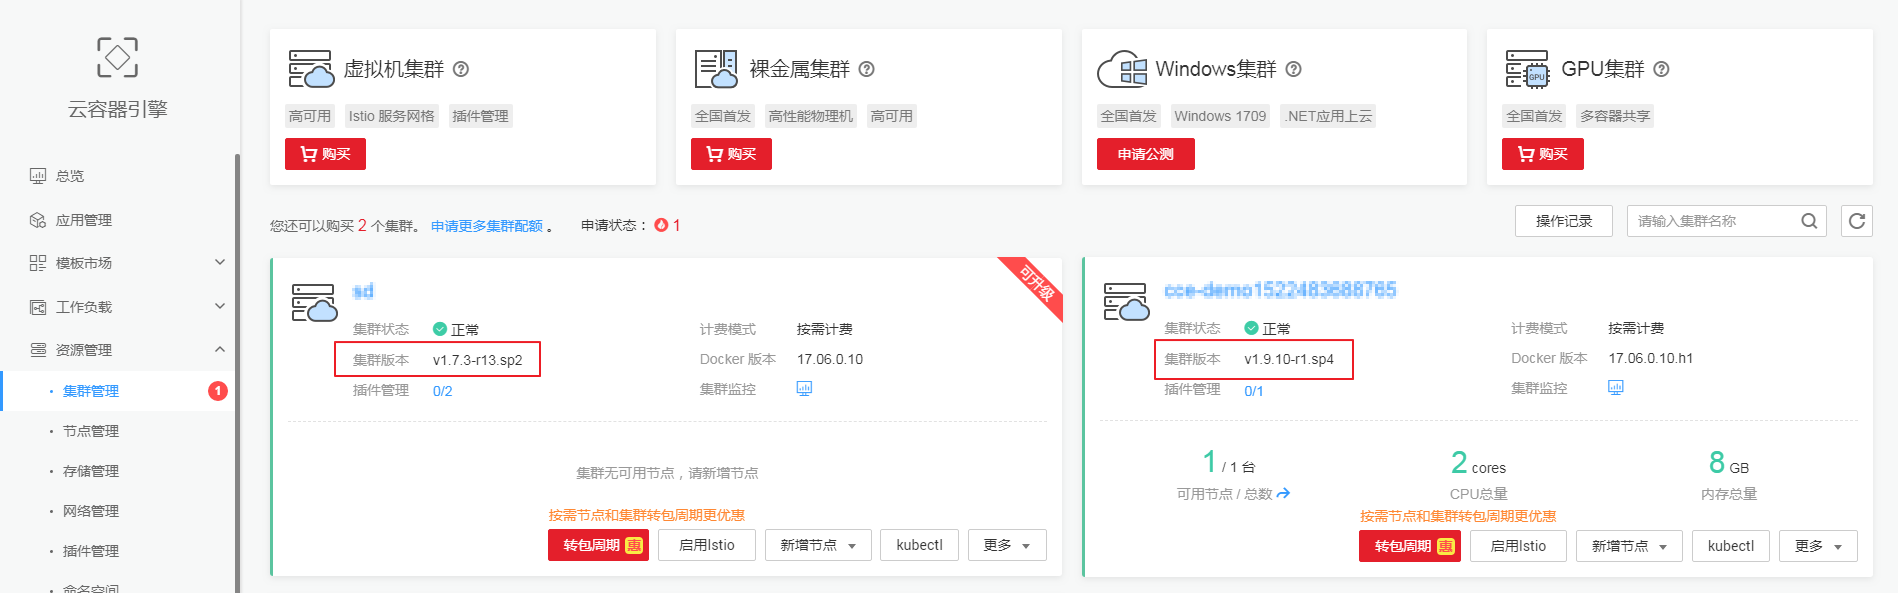 云容器引擎
总览
应用管理
模板市场
工作负载
资源管理
集群管理 1
节点管理
存储管理
网络管理
插件管理
命名空间
虚拟机集群 ?
高可用 Istio 服务网格 插件管理
购买
裸金属集群 ?
全国首发 高性能物理机 高可用
购买
Windows集群 ?
全国首发 Windows 1709 .NET应用上云
申请公测
GPU
GPU集群 ?
全国首发 多容器共享
购买
您还可以购买 2 个集群。 申请更多集群配额 。 申请状态： 1
操作记录 请输入集群名称
可升级
sd
集群状态 正常 计费模式 按需计费
集群版本 v1.7.3-r13.sp2 Docker 版本 17.06.0.10
插件管理 0/2 集群监控
集群无可用节点，请新增节点
按需节点和集群转包周期更优惠
转包周期 惠 启用Istio 新增节点 kubectl 更多
cce-demo1522483688765
集群状态 正常 计费模式 按需计费
集群版本 v1.9.10-r1.sp4 Docker 版本 17.06.0.10.h1
插件管理 0/1 集群监控
1 / 1 台 2 cores 8 GB
可用节点 / 总数 CPU总量 内存总量
按需节点和集群转包周期更优惠
转包周期 惠 启用Istio 新增节点 kubectl 更多